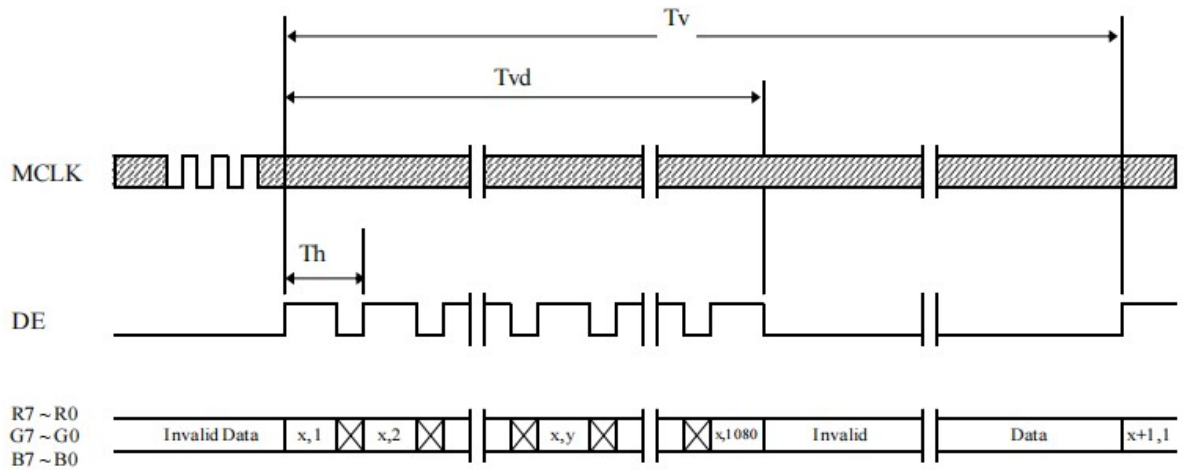 Tv
Tvd
MCLK
Th
DE
R7 ~ R0
G7 ~ G0
B7 ~ B0
Invalid Data x,1 x,2 x,y x,1080 Invalid Data x+1,1